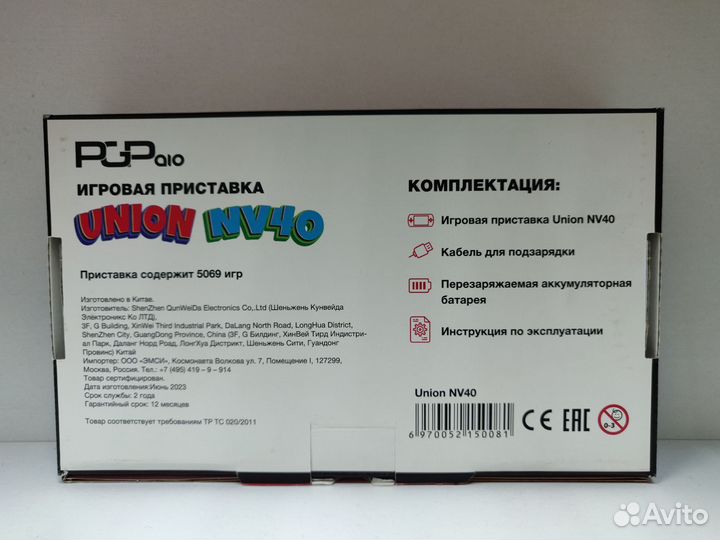 PGP aio
ИГРОВАЯ ПРИСТАВКА
UNION NV40
Приставка содержит 5069 игр
Изготовлено в Китае.
Изготовитель: ShenZhen QunWeiDa Electronics Co,.Ltd (Шеньжень Кунвейда
Электроникс Ко ЛТД),
3F, G Building, XinWei Third Industrial Park, DaLang North Road, LongHua District,
ShenZhen City, GuangDong Province, China (3F, G Билдинг, ХинВей Тирд Индастри-
ал Парк, Даланг Норд Роад, ЛонгХуа Дистрикт, Шеньжень Сити, Гуандонг
Провинс) Китай
Импортер: ООО «ЭМСИ», Космонавта Волкова ул. 7, Помещение I, 127299,
Москва, Россия. Тел.: +7 (495) 419 – 9 – 914
Товар сертифицирован.
Дата изготовления:Июнь 2023
Срок службы: 2 года
Гарантийный срок: 12 месяцев
Товар соответствует требованиям ТР ТС 020/2011
КОМПЛЕКТАЦИЯ:
Игровая приставка Union NV40
Кабель для подзарядки
Перезаряжаемая аккумуляторная
батарея
Инструкция по эксплуатации
Union NV40
6 970052 150081
CE EAC 0-3
Avito